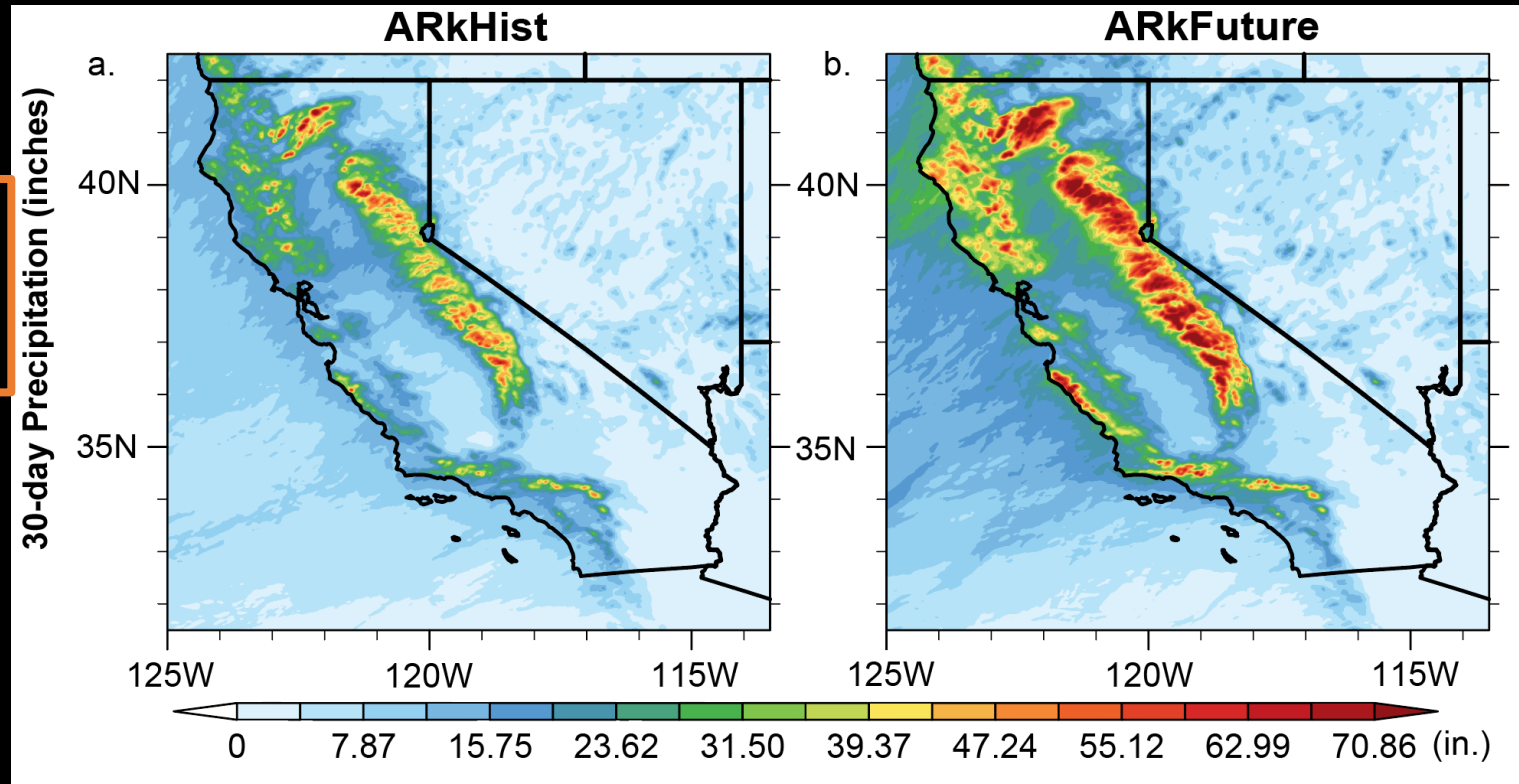 ARkHist
ARkFuture
a.
b.
30-day Precipitation (inches)
40N
40N
35N
35N
125W 120W 115W
125W 120W 115W
0 7.87 15.75 23.62 31.50 39.37 47.24 55.12 62.99 70.86 (in.)